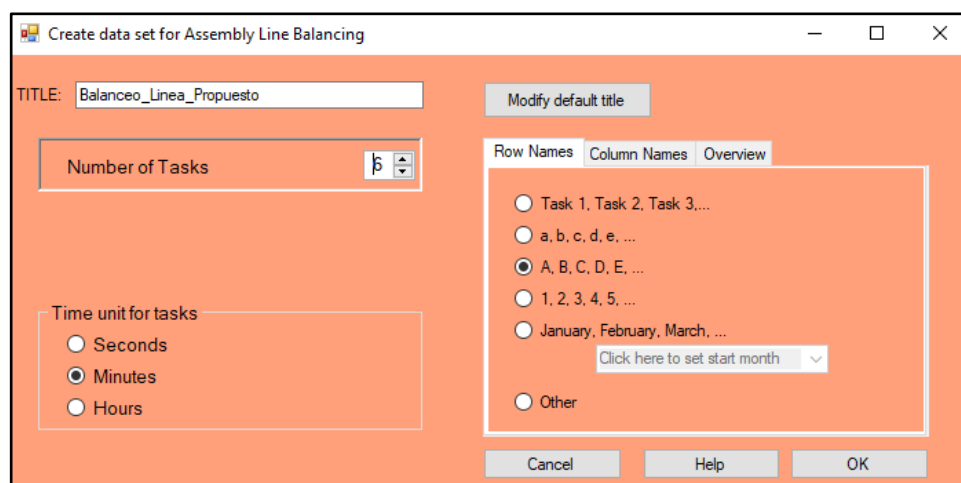 Create data set for Assembly Line Balancing
TITLE: Balanceo_Linea_Propuesto
Modify default title
Number of Tasks 6
Row Names Column Names Overview
Task 1, Task 2, Task 3,...
a, b, c, d, e, ...
A, B, C, D, E, ...
1, 2, 3, 4, 5, ...
January, February, March, ...
Click here to set start month
Other
Time unit for tasks
Seconds
Minutes
Hours
Cancel Help OK